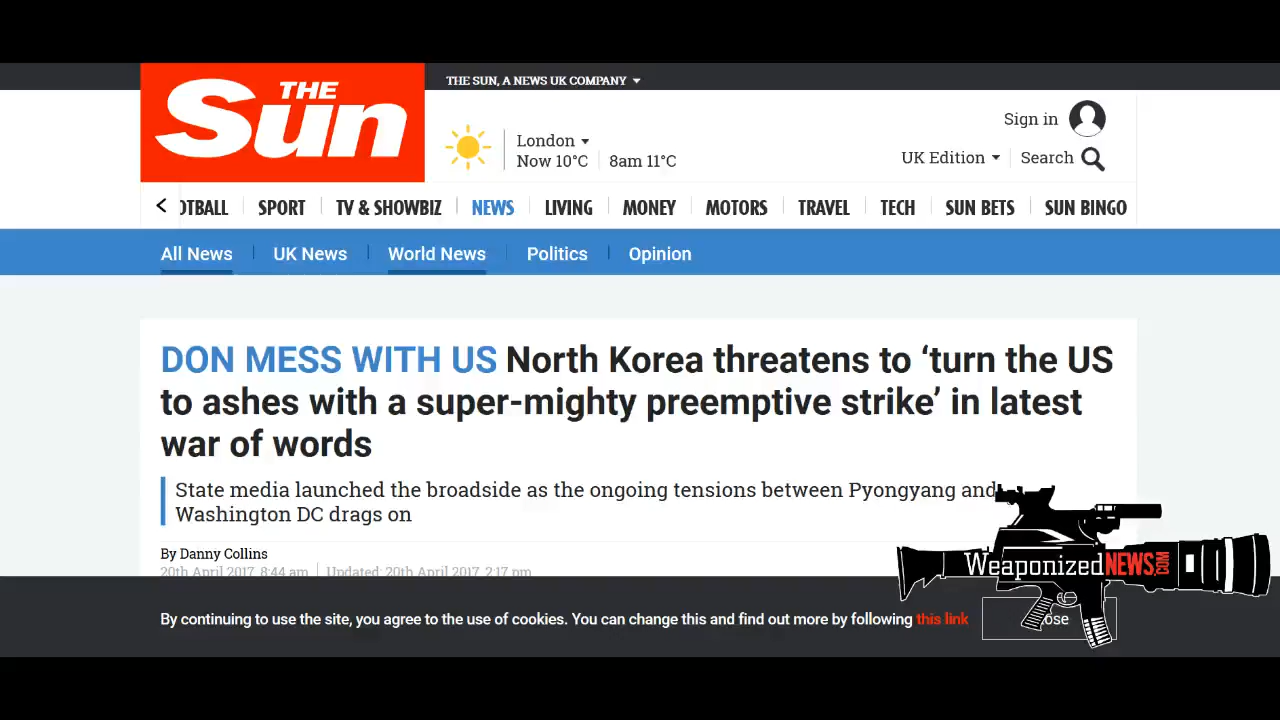 THE SUN, A NEWS UK COMPANY
THE
Sun
London
Now 10°C 8am 11°C
Sign in
UK Edition Search
OTBALL SPORT TV & SHOWBIZ NEWS LIVING MONEY MOTORS TRAVEL TECH SUN BETS SUN BINGO
All News UK News World News Politics Opinion
DON MESS WITH US North Korea threatens to ‘turn the US
to ashes with a super-mighty preemptive strike’ in latest
war of words
State media launched the broadside as the ongoing tensions between Pyongyang and
Washington DC drags on
By Danny Collins
20th April 2017, 8:44 am Updated: 20th April 2017, 2:17 pm
WeaponizedNEWS.COM
By continuing to use the site, you agree to the use of cookies. You can change this and find out more by following this link